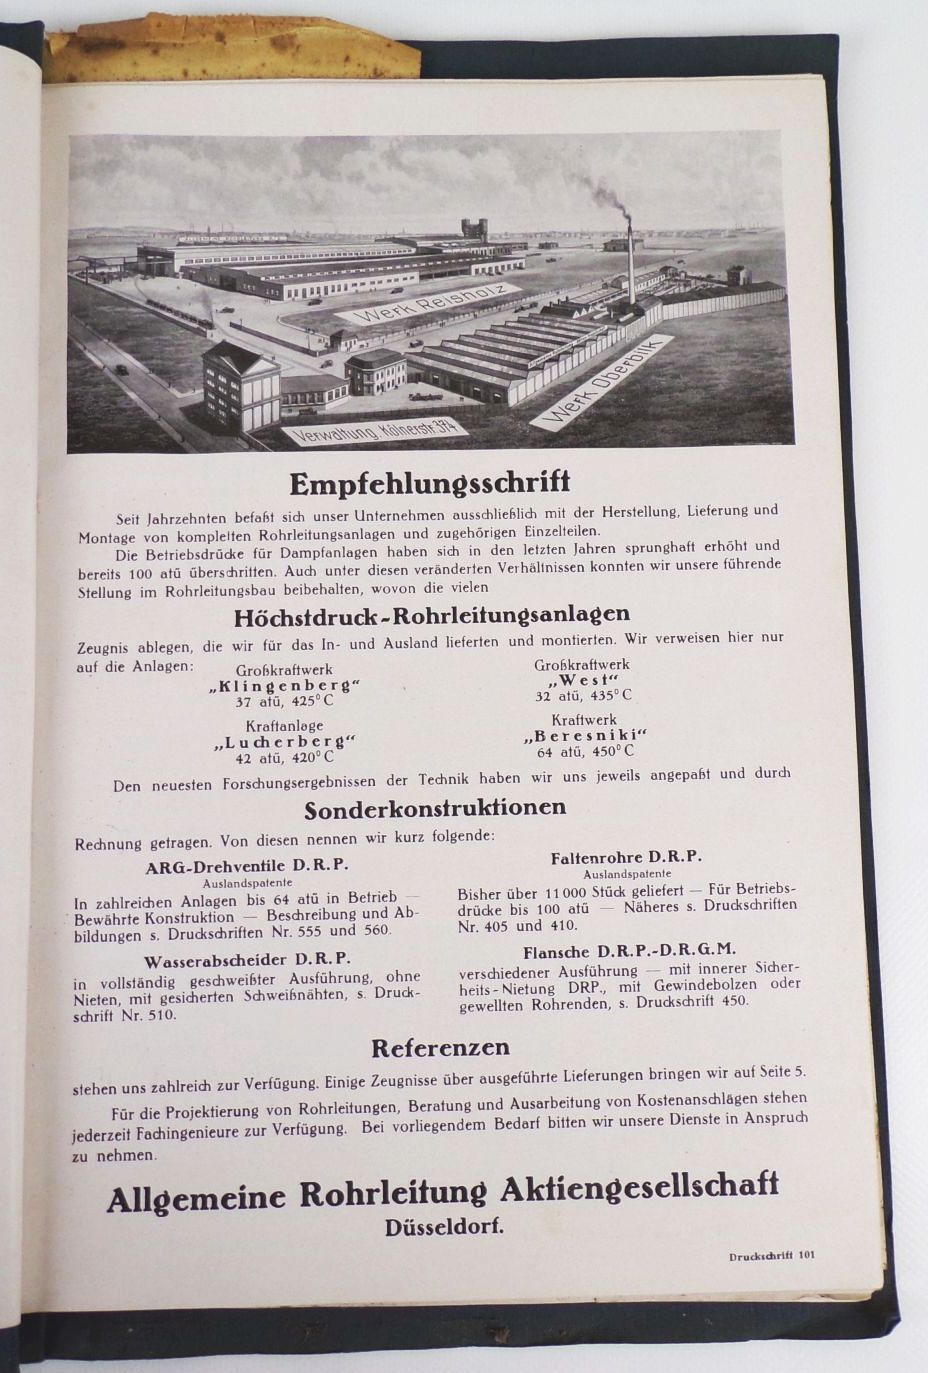 Werk Reisholz
Werk Oberbilk
Verwaltung, Kölnerstr. 374
Empfehlungsschrift
Seit Jahrzehnten befaßt sich unser Unternehmen ausschließlich mit der Herstellung, Lieferung und
Montage von kompletten Rohrleitungsanlagen und zugehörigen Einzelteilen.
Die Betriebsdrücke für Dampfanlagen haben sich in den letzten Jahren sprunghaft erhöht und
bereits 100 atü überschritten. Auch unter diesen veränderten Verhältnissen konnten wir unsere führende
Stellung im Rohrleitungsbau beibehalten, wovon die vielen
Höchstdruck-Rohrleitungsanlagen
Zeugnis ablegen, die wir für das In- und Ausland lieferten und montierten. Wir verweisen hier nur
auf die Anlagen:
Großkraftwerk
„Klingenberg“
37 atü, 425° C
Großkraftwerk
„West“
32 atü, 435° C
Kraftanlage
„Lucherberg“
42 atü, 420° C
Kraftwerk
„Beresniki“
64 atü, 450° C
Den neuesten Forschungsergebnissen der Technik haben wir uns jeweils angepaßt und durch
Sonderkonstruktionen
Rechnung getragen. Von diesen nennen wir kurz folgende:
ARG-Drehventile D.R.P.
Auslandspatente
In zahlreichen Anlagen bis 64 atü in Betrieb —
Bewährte Konstruktion — Beschreibung und Ab-
bildungen s. Druckschriften Nr. 555 und 560.
Wasserabscheider D.R.P.
in vollständig geschweißter Ausführung, ohne
Nieten, mit gesicherten Schweißnähten, s. Druck-
schrift Nr. 510.
Faltenrohre D.R.P.
Auslandspatente
Bisher über 11000 Stück geliefert — Für Betriebs-
drücke bis 100 atü — Näheres s. Druckschriften
Nr. 405 und 410.
Flansche D.R.P.-D.R.G.M.
verschiedener Ausführung — mit innerer Sicher-
heits-Nietung DRP., mit Gewindebolzen oder
gewellten Rohrenden, s. Druckschrift 450.
Referenzen
stehen uns zahlreich zur Verfügung. Einige Zeugnisse über ausgeführte Lieferungen bringen wir auf Seite 5.
Für die Projektierung von Rohrleitungen, Beratung und Ausarbeitung von Kostenanschlägen stehen
jederzeit Fachingenieure zur Verfügung. Bei vorliegendem Bedarf bitten wir unsere Dienste in Anspruch
zu nehmen.
Allgemeine Rohrleitung Aktiengesellschaft
Düsseldorf.
Druckschrift 101